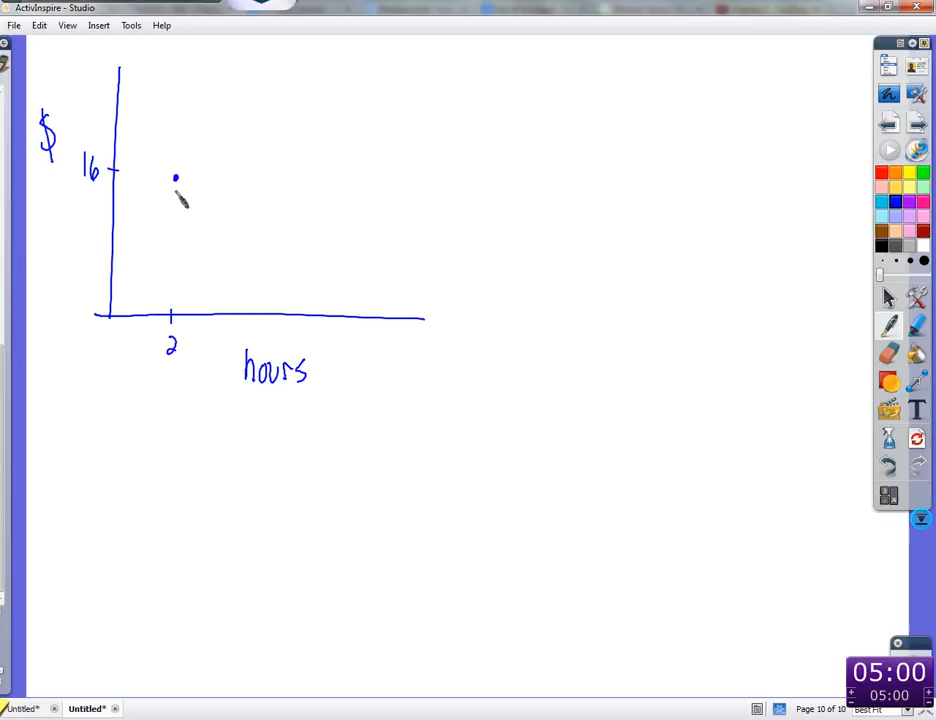 ActivInspire - Studio
File Edit View Insert Tools Help
$
16
2
hours
T
05:00
05:00
Untitled* Untitled* Page 10 of 10 Best Fit